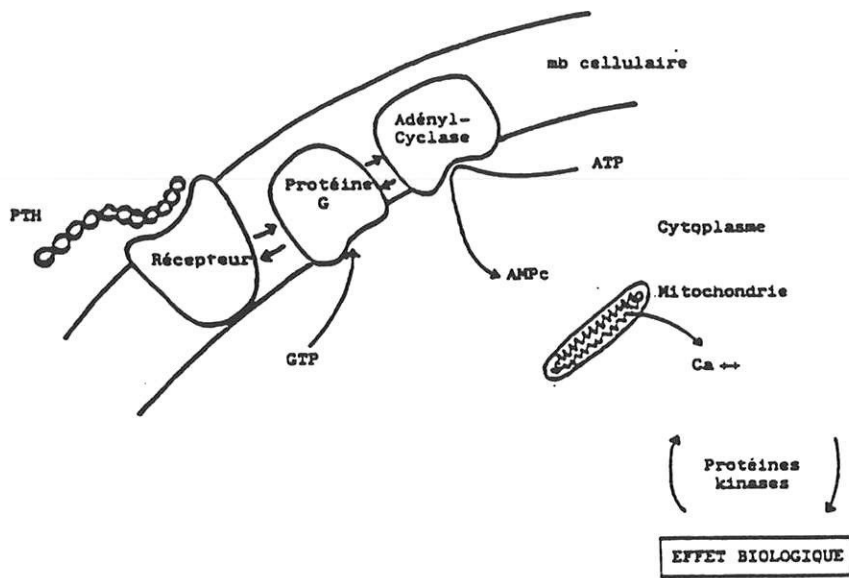 mb cellulaire
Adényl-
Cyclase
ATP
Protéine
G
PTH
Récepteur
Cytoplasme
AMPc
Mitochondrie
GTP
Ca ++
Protéines
kinases
EFFET BIOLOGIQUE